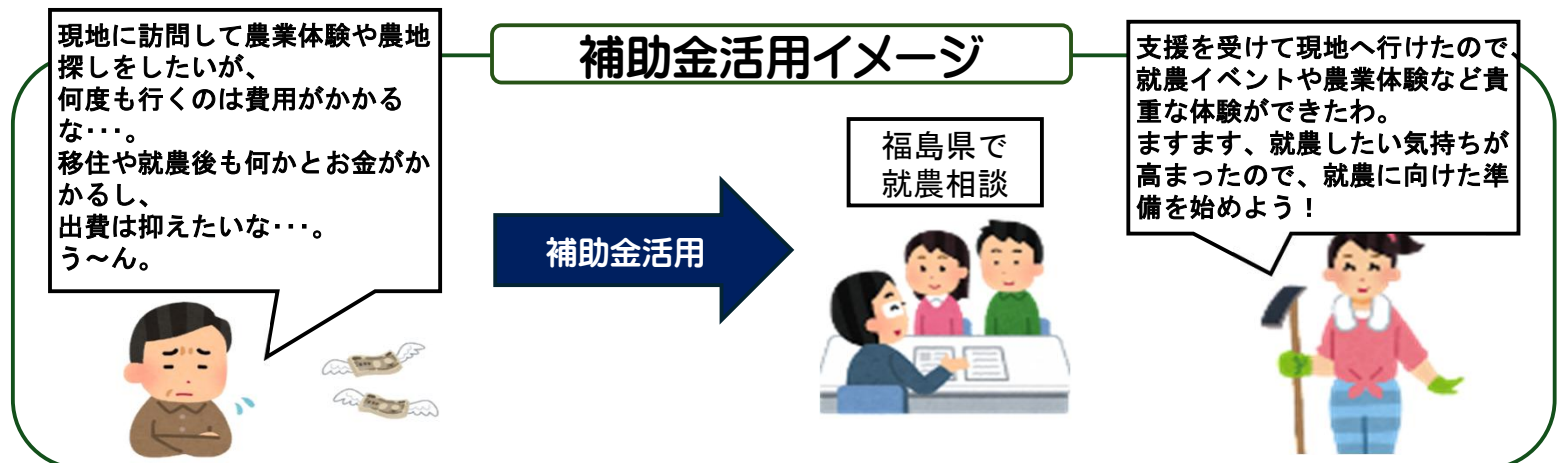 補助金活用イメージ
現地に訪問して農業体験や農地
探しをしたいが、
何度も行くのは費用がかかる
な・・・。
移住や就農後も何かとお金がか
かるし、
出費は抑えたいな・・・。
う～ん。
補助金活用
福島県で
就農相談
支援を受けて現地へ行けたので、
就農イベントや農業体験など貴
重な体験ができたわ。
ますます、就農したい気持ちが
高まったので、就農に向けた準
備を始めよう！